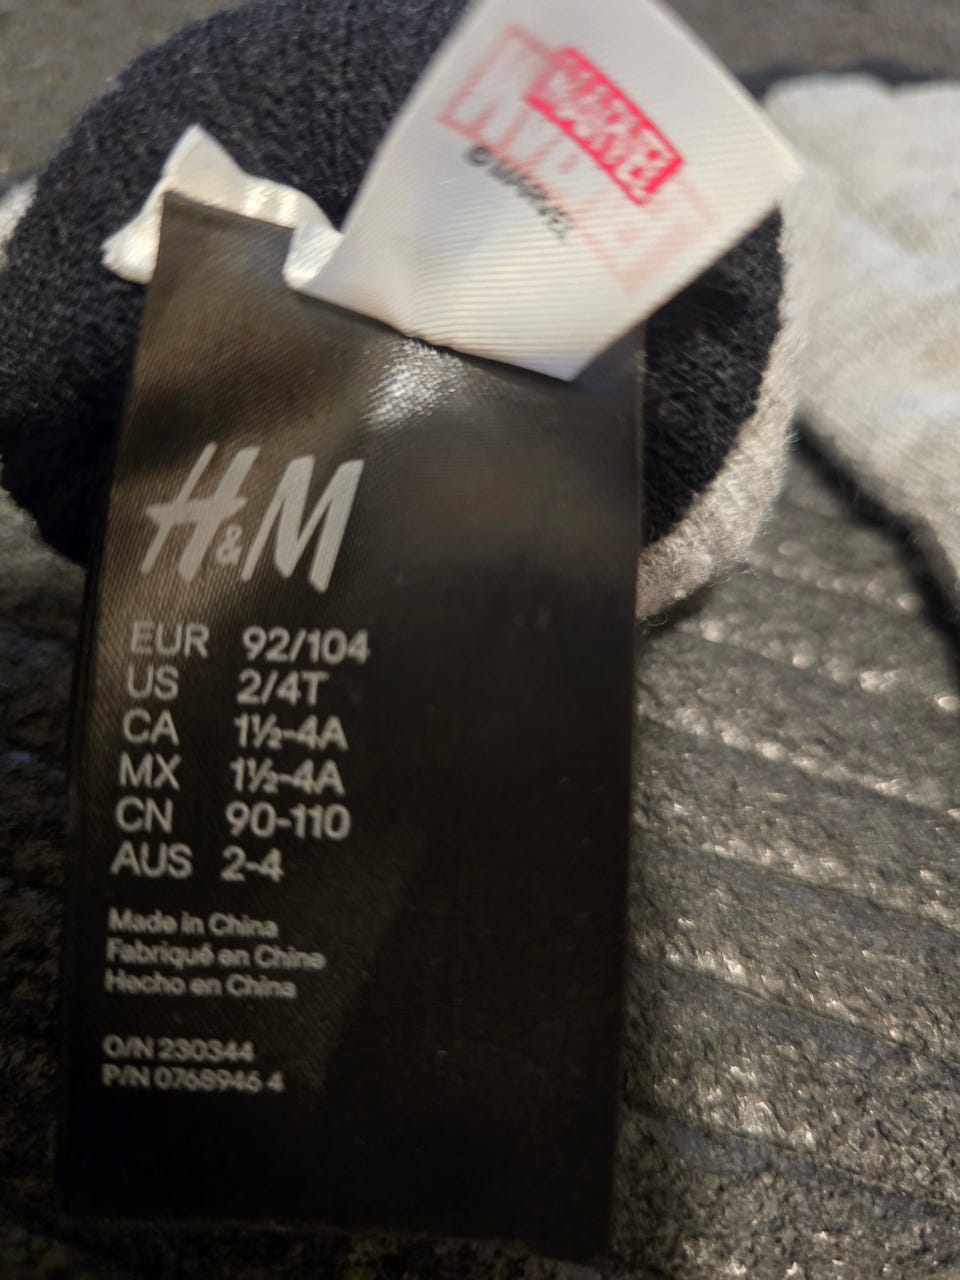 MARVEL
© MARVEL
H&M
EUR 92/104
US 2/4T
CA 1½-4A
MX 1½-4A
CN 90-110
AUS 2-4
Made in China
Fabriqué en Chine
Hecho en China
O/N 230344
P/N 0768946 4